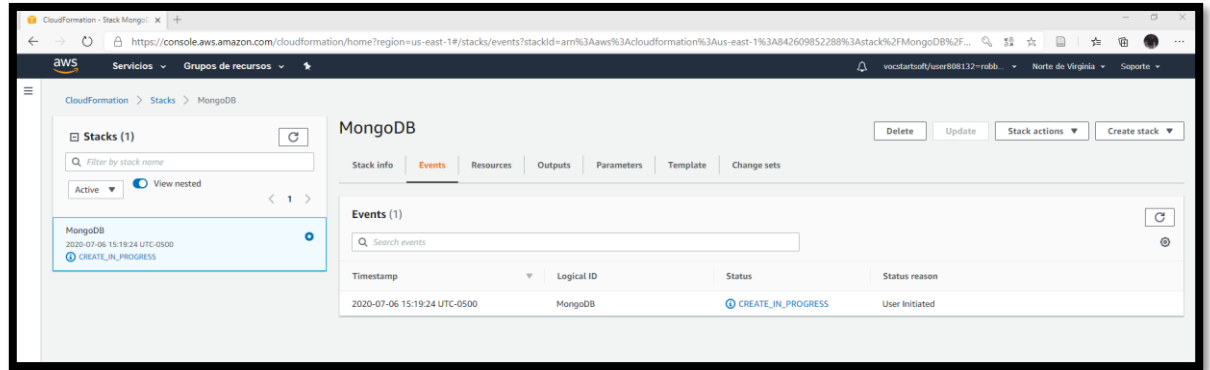 CloudFormation - Stack MongoD
https://console.aws.amazon.com/cloudformation/home?region=us-east-1#/stacks/events?stackId=arn%3Aaws%3Acloudformation%3Aus-east-1%3A842609852288%3Astack%2FMongoDB%2F...
aws Servicios Grupos de recursos vocstartsoft/user808132=robb... Norte de Virginia Soporte
CloudFormation > Stacks > MongoDB
Stacks (1)
Filter by stack name
Active View nested
1
MongoDB
2020-07-06 15:19:24 UTC-0500
CREATE_IN_PROGRESS
MongoDB
Delete Update Stack actions Create stack
Stack info Events Resources Outputs Parameters Template Change sets
Events (1)
Search events
Timestamp Logical ID Status Status reason
2020-07-06 15:19:24 UTC-0500 MongoDB CREATE_IN_PROGRESS User Initiated